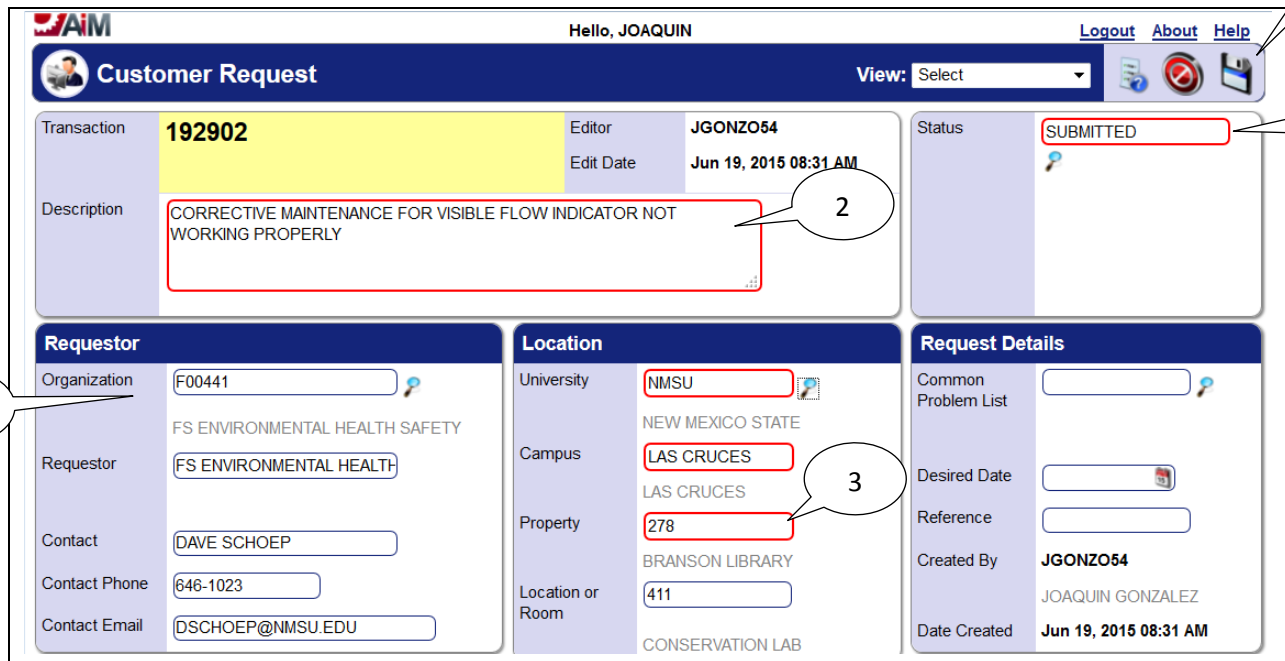 AiM
Hello, JOAQUIN
Logout About Help
Customer Request
View: Select
Transaction
192902
Editor
JGONZO54
Edit Date
Jun 19, 2015 08:31 AM
Status
SUBMITTED
Description
CORRECTIVE MAINTENANCE FOR VISIBLE FLOW INDICATOR NOT
WORKING PROPERLY
2
Requestor
Organization
F00441
FS ENVIRONMENTAL HEALTH SAFETY
Requestor
FS ENVIRONMENTAL HEALTH
Contact
DAVE SCHOEP
Contact Phone
646-1023
Contact Email
DSCHOEP@NMSU.EDU
Location
University
NMSU
NEW MEXICO STATE
Campus
LAS CRUCES
LAS CRUCES
3
Property
278
BRANSON LIBRARY
Location or
Room
411
CONSERVATION LAB
Request Details
Common
Problem List
Desired Date
Reference
Created By
JGONZO54
JOAQUIN GONZALEZ
Date Created
Jun 19, 2015 08:31 AM